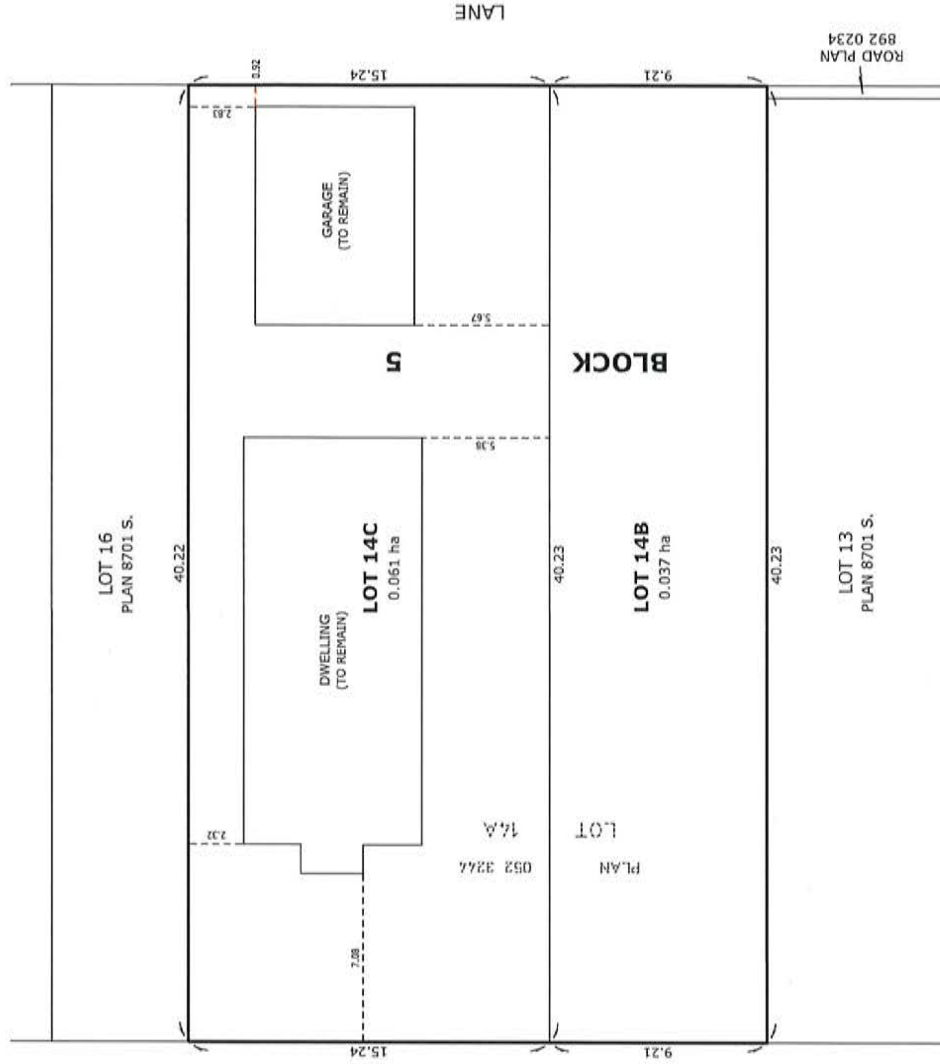 LANE
ROAD PLAN
892 0234
15.24
9.21
0.92
2.83
GARAGE
(TO REMAIN)
5.67
BLOCK
5
5.38
LOT 16
PLAN 8701 S.
40.22
LOT 14C
0.061 ha
DWELLING
(TO REMAIN)
40.23
LOT 14B
0.037 ha
40.23
LOT 13
PLAN 8701 S.
2.32
LOT
14A
PLAN
052 3244
7.08
15.24
9.21